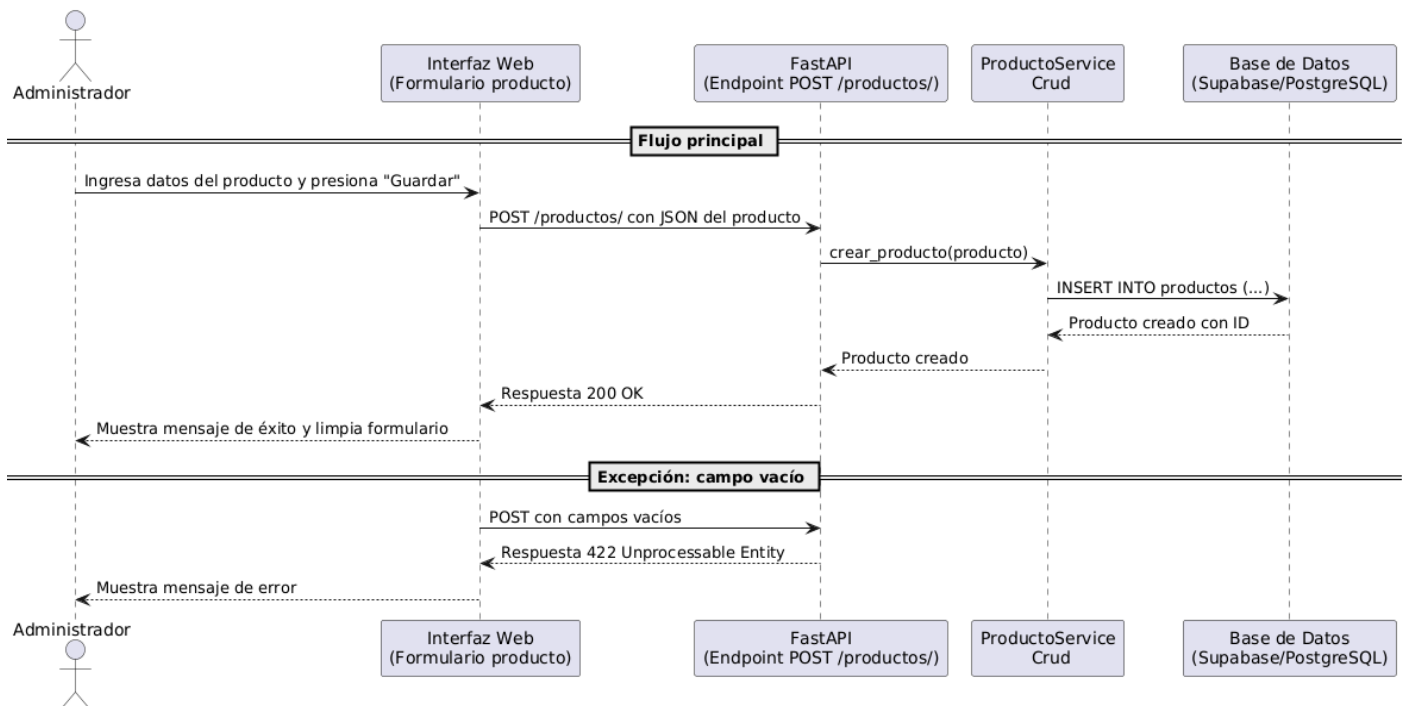 Administrador
Interfaz Web
(Formulario producto)
FastAPI
(Endpoint POST /productos/)
ProductoService
Crud
Base de Datos
(Supabase/PostgreSQL)
Flujo principal
Ingresa datos del producto y presiona "Guardar"
POST /productos/ con JSON del producto
crear_producto(producto)
INSERT INTO productos (...)
Producto creado con ID
Producto creado
Respuesta 200 OK
Muestra mensaje de éxito y limpia formulario
Excepción: campo vacío
POST con campos vacíos
Respuesta 422 Unprocessable Entity
Muestra mensaje de error
Administrador
Interfaz Web
(Formulario producto)
FastAPI
(Endpoint POST /productos/)
ProductoService
Crud
Base de Datos
(Supabase/PostgreSQL)